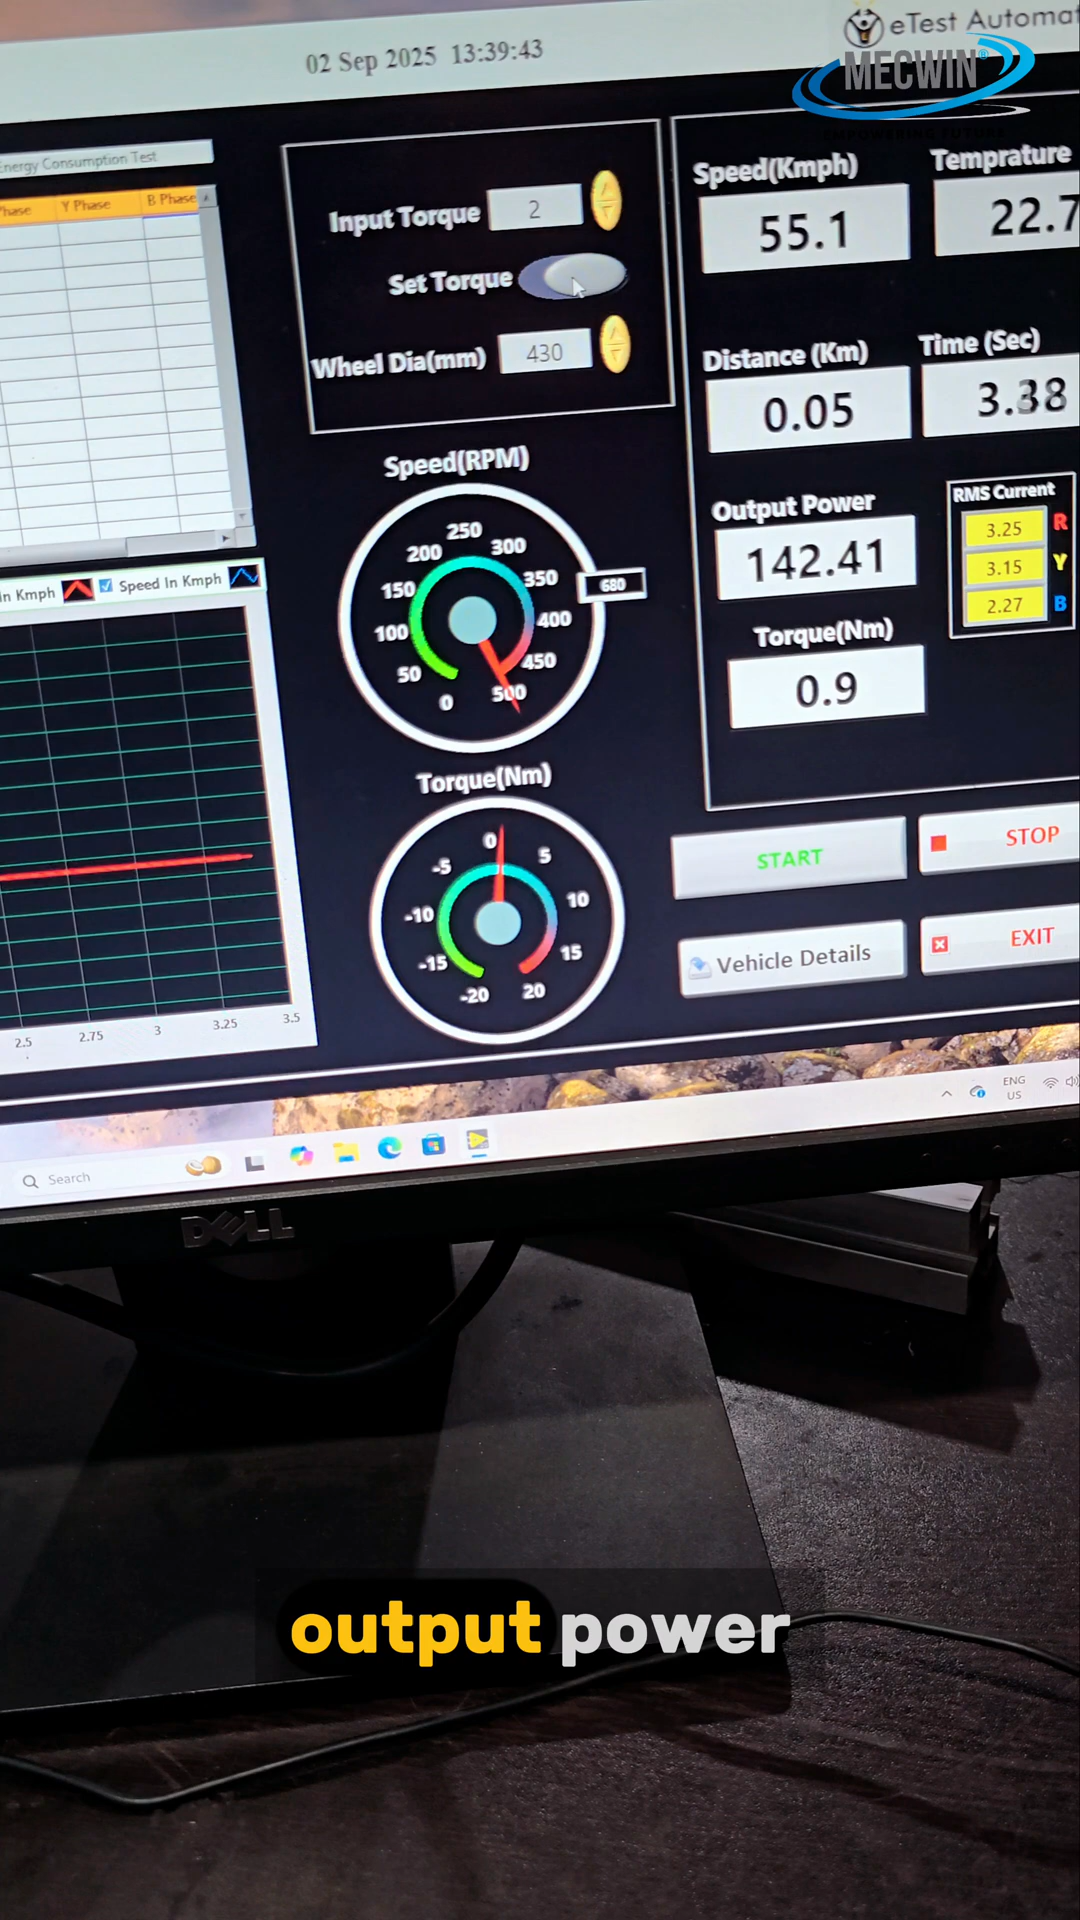 eTest Automat
MECWIN®
EMPOWERING FUTURE
02 Sep 2025 13:39:43
Energy Consumption Test
hase Y Phase B Phase
Input Torque 2
Set Torque
Wheel Dia(mm) 430
Speed(Kmph) Temprature
55.1 22.7
Distance (Km) Time (Sec)
0.05 3.38
Output Power
142.41
RMS Current
3.25 R
3.15 Y
2.27 B
Torque(Nm)
0.9
Speed(RPM)
0 50 100 150 200 250 300 350 400 450 500
680
in Kmph Speed In Kmph
2.5 2.75 3 3.25 3.5
Torque(Nm)
-20 -15 -10 -5 0 5 10 15 20
START STOP
Vehicle Details EXIT
Search
ENG
US
DELL
output power